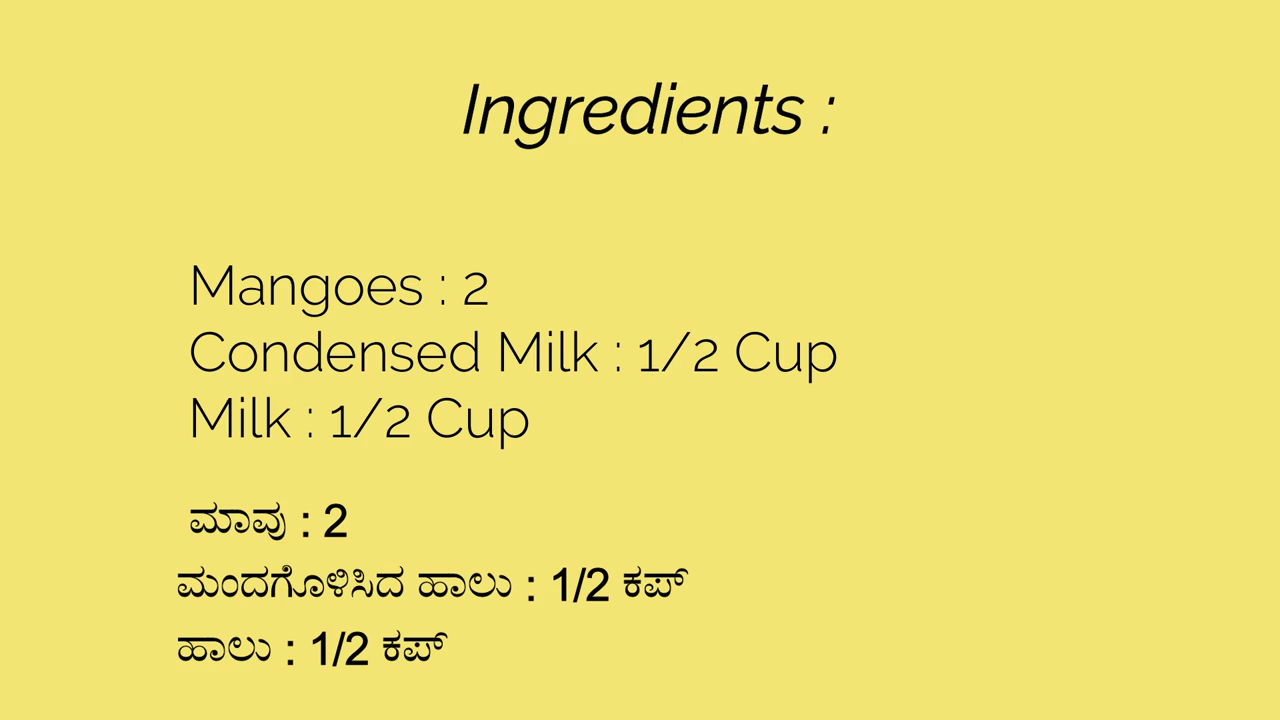 Ingredients :
Mangoes : 2
Condensed Milk : 1/2 Cup
Milk : 1/2 Cup
ಮಾವು : 2
ಮಂದಗೊಳಿಸಿದ ಹಾಲು : 1/2 ಕಪ್
ಹಾಲು : 1/2 ಕಪ್